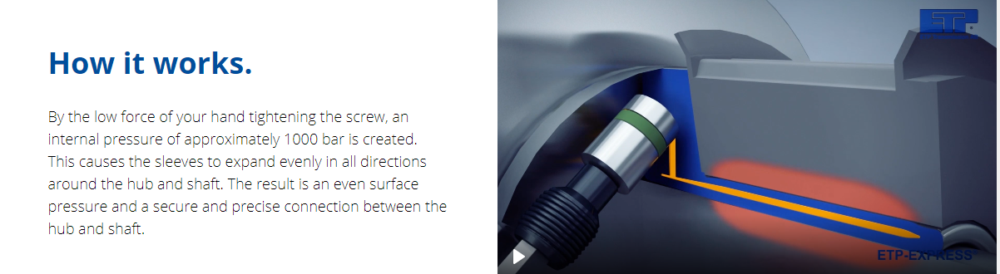 How it works.
By the low force of your hand tightening the screw, an
internal pressure of approximately 1000 bar is created.
This causes the sleeves to expand evenly in all directions
around the hub and shaft. The result is an even surface
pressure and a secure and precise connection between the
hub and shaft.
ETP
ETP-EXPRESS